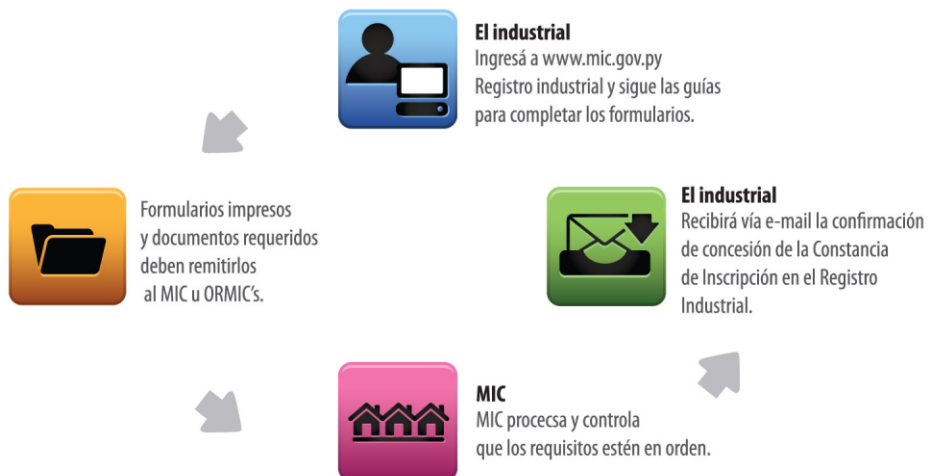 El industrial
Ingresá a www.mic.gov.py
Registro industrial y sigue las guías
para completar los formularios.
Formularios impresos
y documentos requeridos
deben remitirlos
al MIC u ORMIC's.
MIC
MIC procecsa y controla
que los requisitos estén en orden.
El industrial
Recibirá vía e-mail la confirmación
de concesión de la Constancia
de Inscripción en el Registro
Industrial.